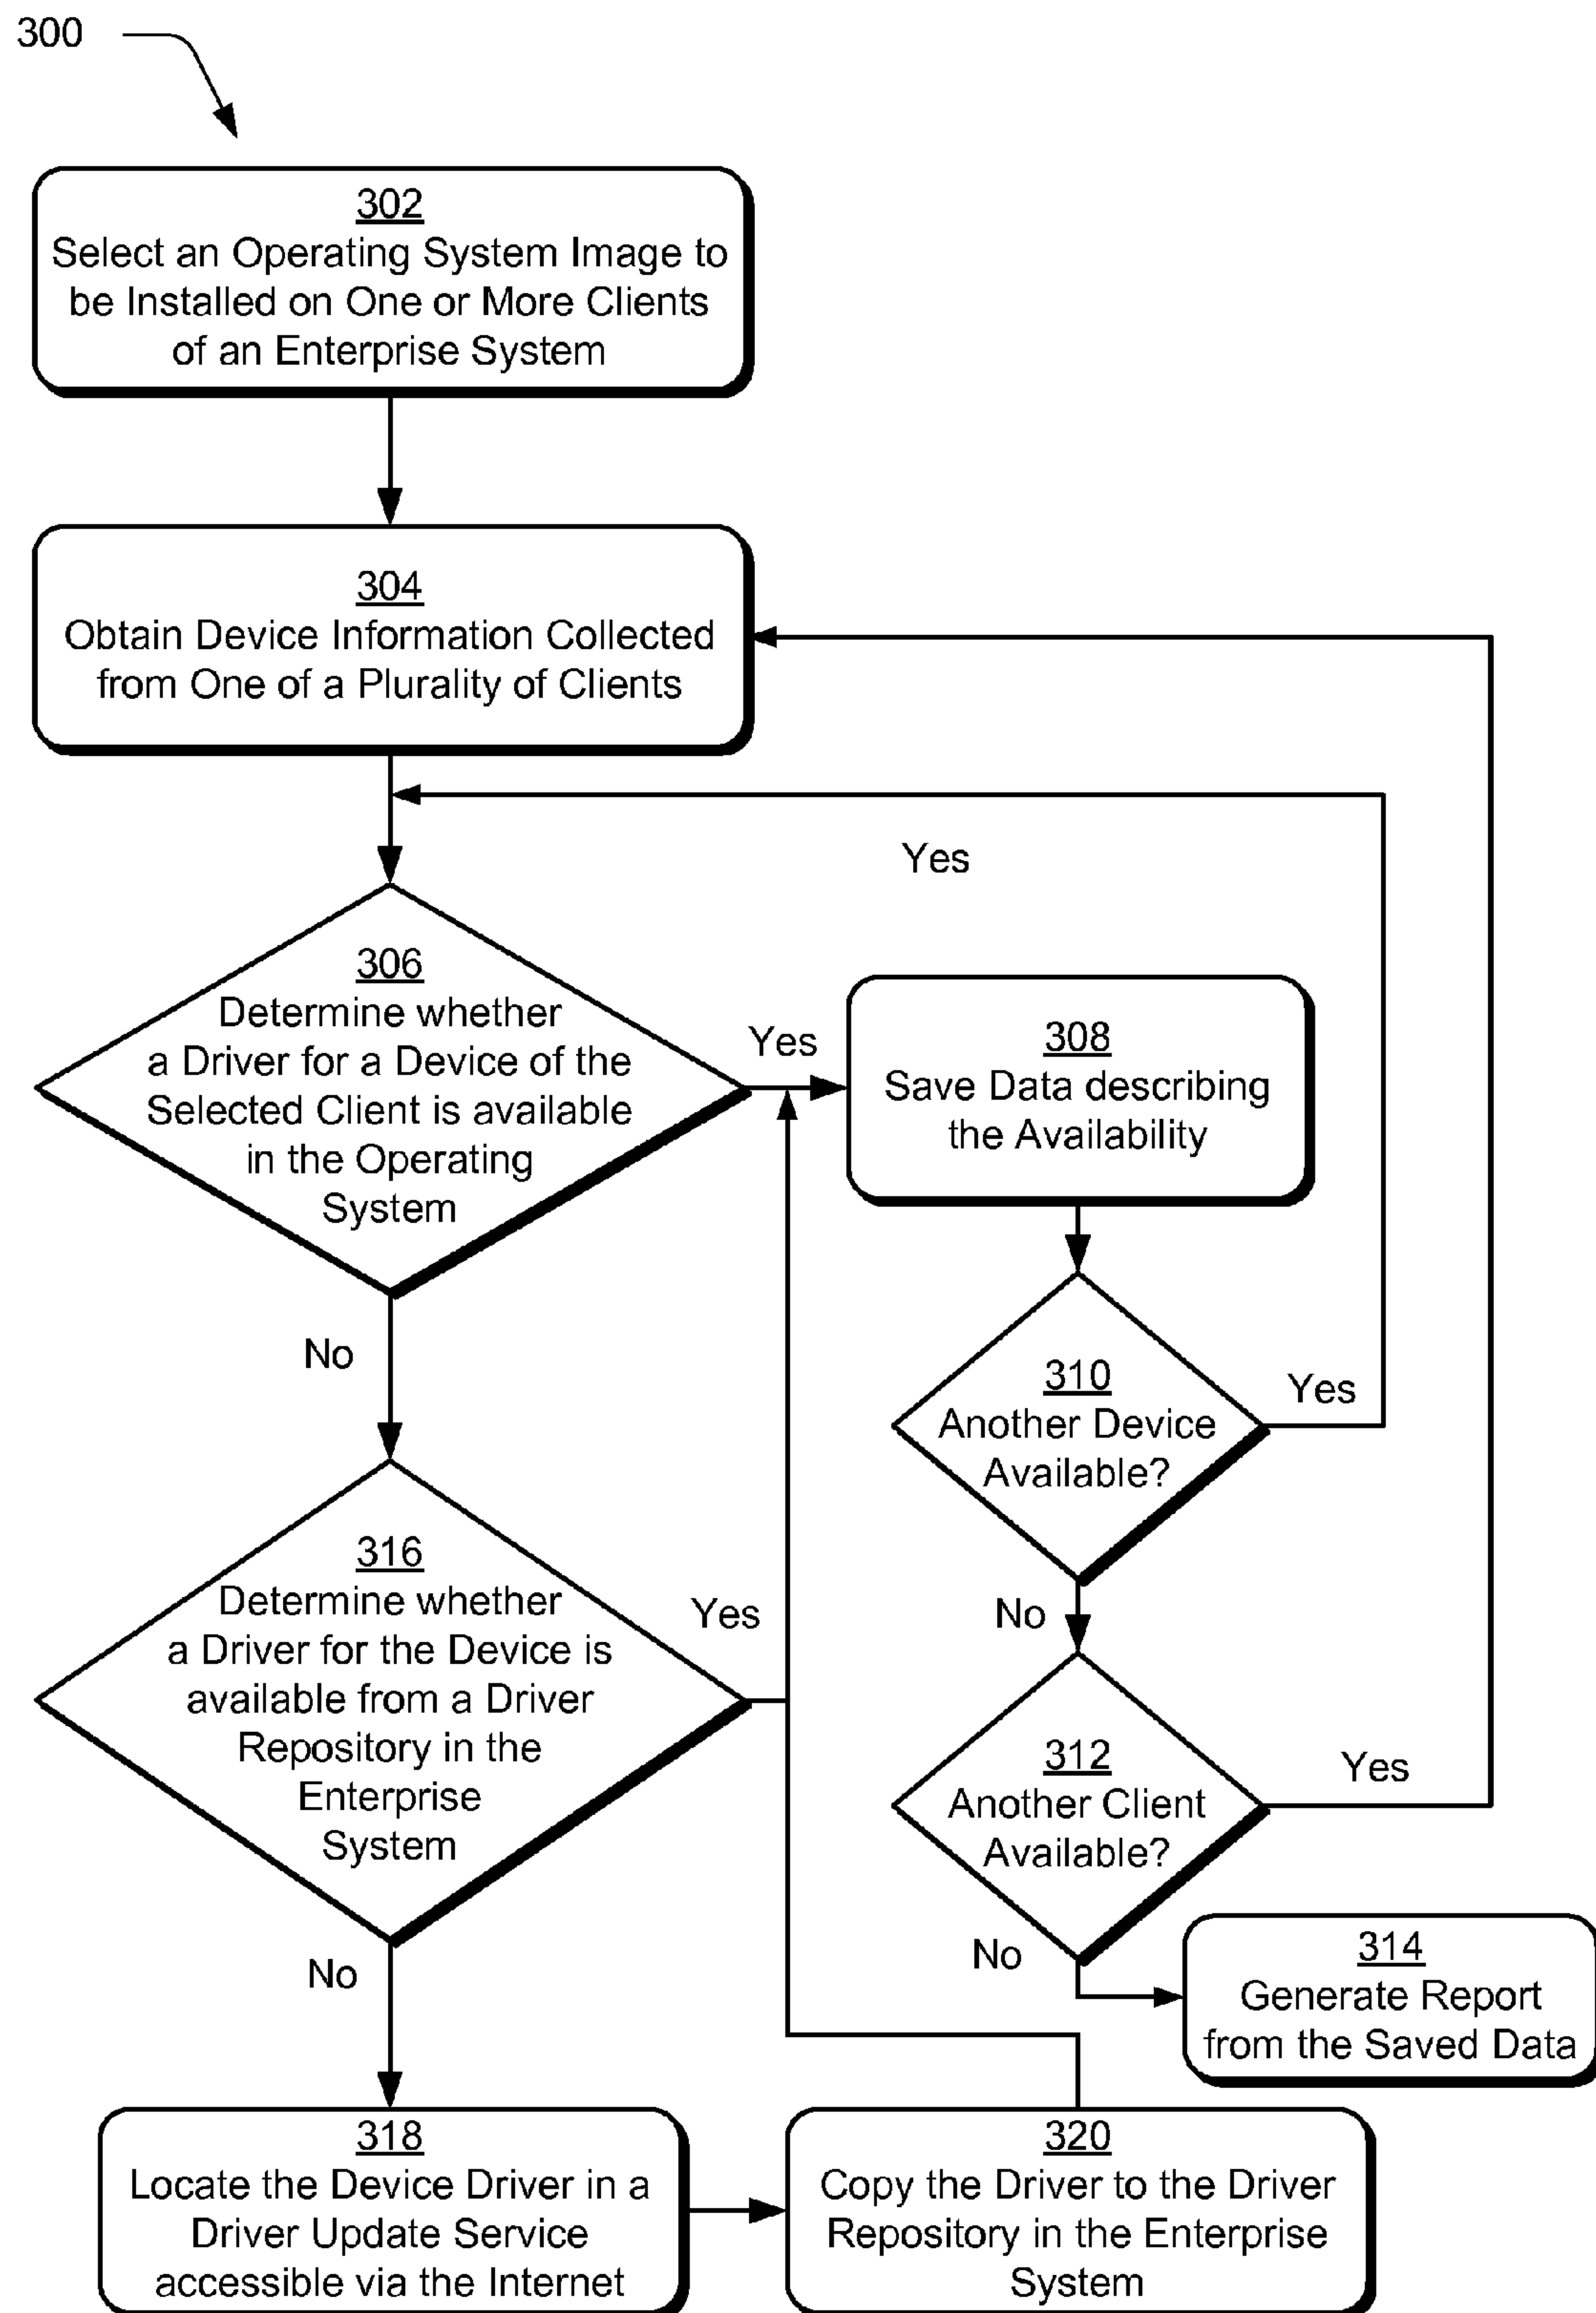 300
302
Select an Operating System Image to
be Installed on One or More Clients
of an Enterprise System
304
Obtain Device Information Collected
from One of a Plurality of Clients
Yes
306
Determine whether
a Driver for a Device of the
Selected Client is available
in the Operating
System
Yes
308
Save Data describing
the Availability
No
310
Another Device
Available?
Yes
316
Determine whether
a Driver for the Device is
available from a Driver
Repository in the
Enterprise
System
Yes
No
312
Another Client
Available?
Yes
No
314
Generate Report
from the Saved Data
No
318
Locate the Device Driver in a
Driver Update Service
accessible via the Internet
320
Copy the Driver to the Driver
Repository in the Enterprise
System